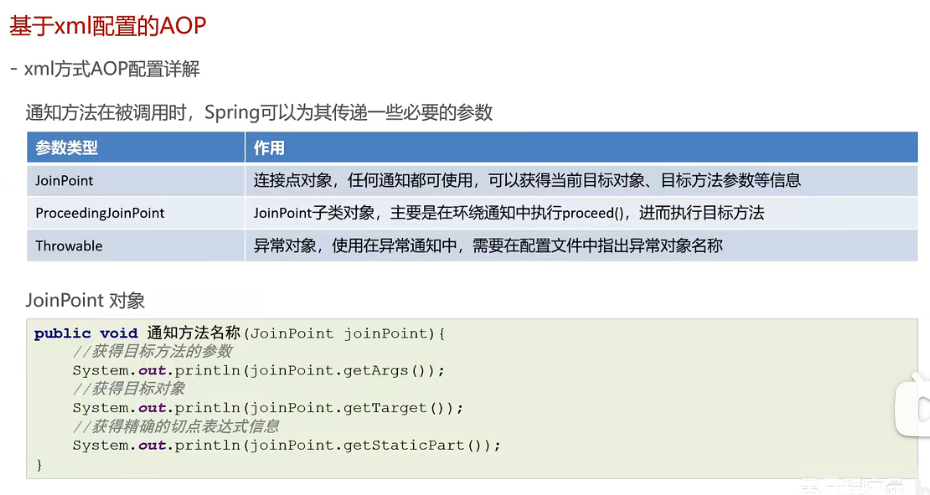 基于xml配置的AOP
- xml方式AOP配置详解
通知方法在被调用时，Spring可以为其传递一些必要的参数
参数类型 作用
JoinPoint 连接点对象，任何通知都可使用，可以获得当前目标对象、目标方法参数等信息
ProceedingJoinPoint JoinPoint子类对象，主要是在环绕通知中执行proceed()，进而执行目标方法
Throwable 异常对象，使用在异常通知中，需要在配置文件中指出异常对象名称
JoinPoint 对象
public void 通知方法名称(JoinPoint joinPoint){
//获得目标方法的参数
System.out.println(joinPoint.getArgs());
//获得目标对象
System.out.println(joinPoint.getTarget());
//获得精确的切点表达式信息
System.out.println(joinPoint.getStaticPart());
}